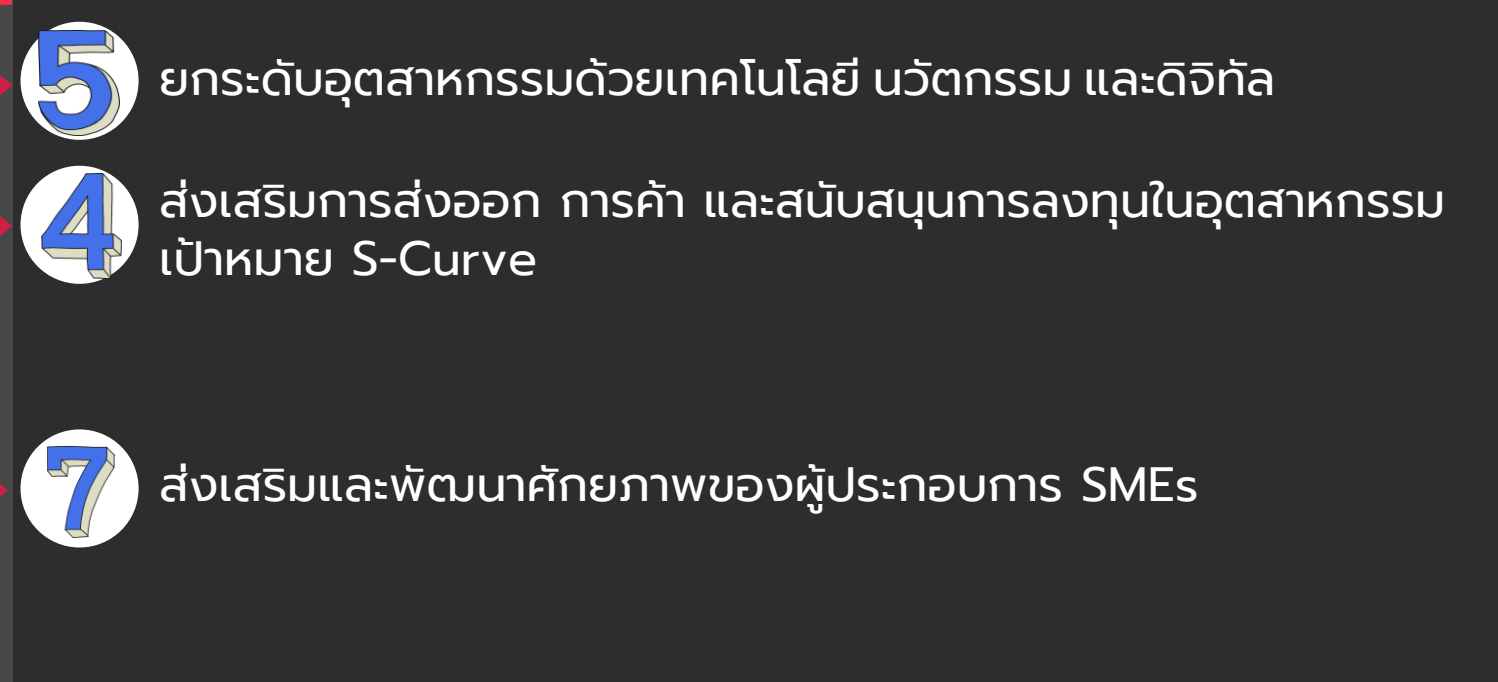 5 ยกระดับอุตสาหกรรมด้วยเทคโนโลยี นวัตกรรม และดิจิทัล
4 ส่งเสริมการส่งออก การค้า และสนับสนุนการลงทุนในอุตสาหกรรม
เป้าหมาย S-Curve
7 ส่งเสริมและพัฒนาศักยภาพของผู้ประกอบการ SMEs